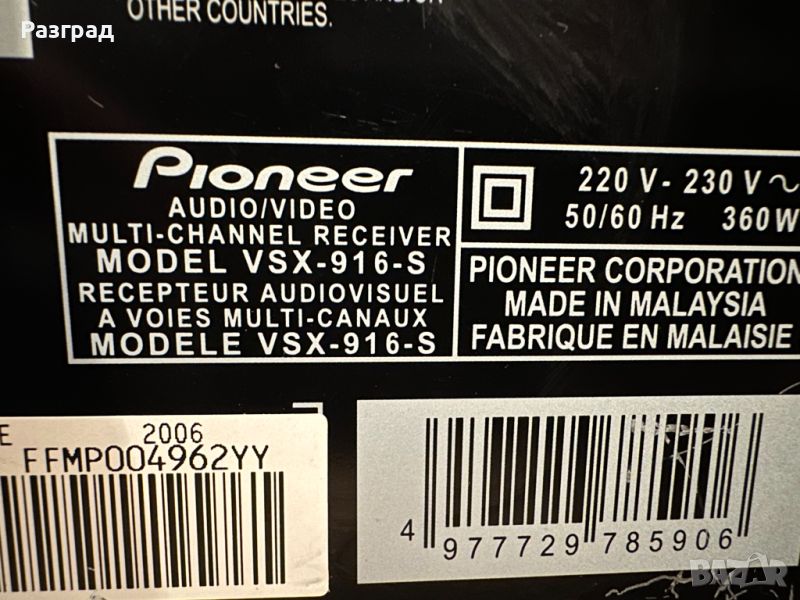 Разград
OTHER COUNTRIES.
Pioneer
AUDIO/VIDEO
MULTI-CHANNEL RECEIVER
MODEL VSX-916-S
RECEPTEUR AUDIOVISUEL
A VOIES MULTI-CANAUX
MODELE VSX-916-S
220 V - 230 V ~
50/60 Hz 360W
PIONEER CORPORATION
MADE IN MALAYSIA
FABRIQUE EN MALAISIE
E 2006
FFMP004962YY
4 977729 785906
BAZAR